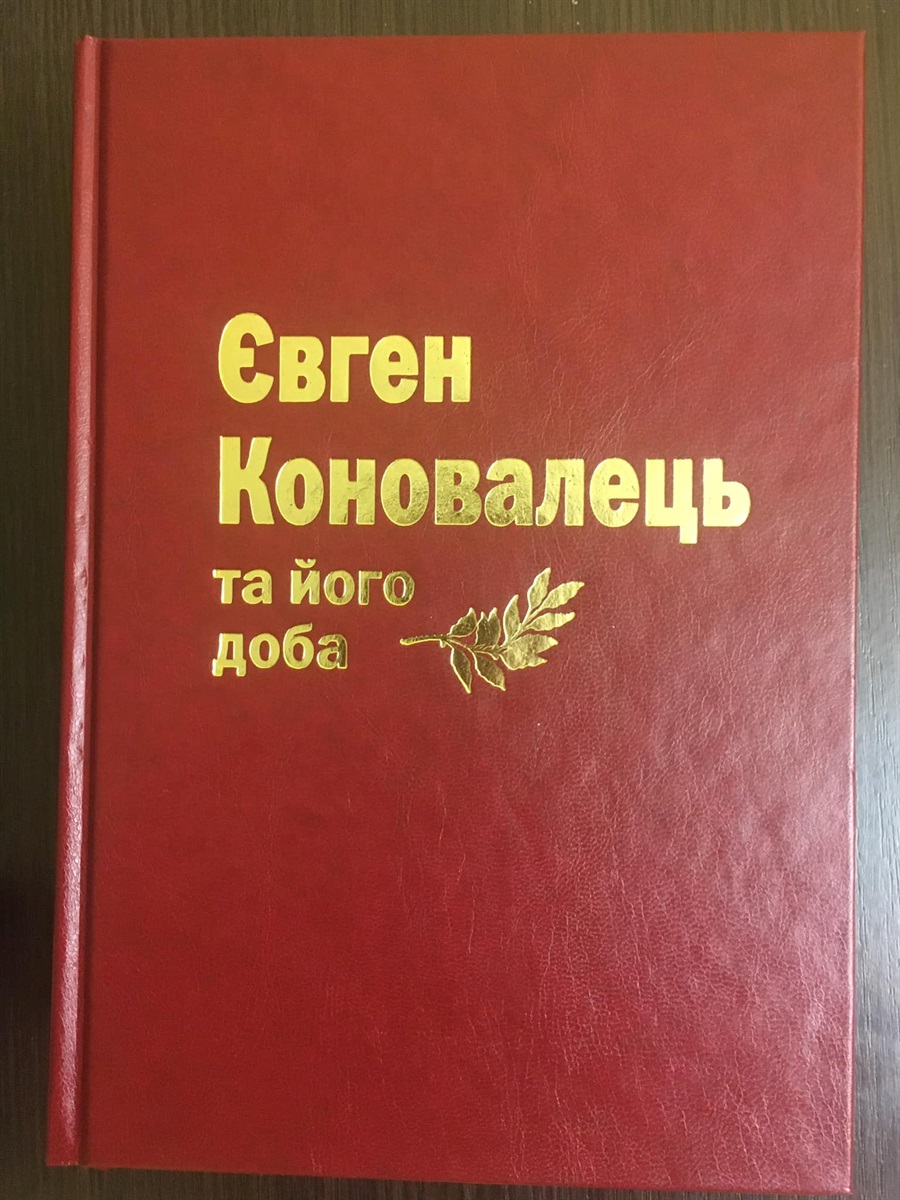 Євген
Коновалець
та його
доба